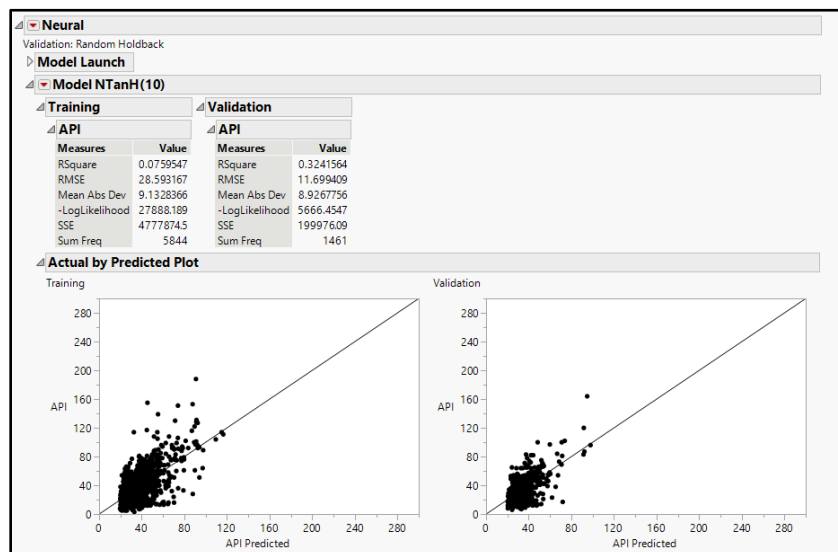 Neural
Validation: Random Holdback
Model Launch
Model NTanH(10)
Training Validation
API API
Measures Value Measures Value
RSquare 0.0759547 RSquare 0.3241564
RMSE 28.593167 RMSE 11.699409
Mean Abs Dev 9.1328366 Mean Abs Dev 8.9267756
-LogLikelihood 27888.189 -LogLikelihood 5666.4547
SSE 4777874.5 SSE 199976.09
Sum Freq 5844 Sum Freq 1461
Actual by Predicted Plot
Training Validation
280 280
240 240
200 200
160 160
API API
120 120
80 80
40 40
0 0
0 40 80 120 160 200 240 280 0 40 80 120 160 200 240 280
API Predicted API Predicted